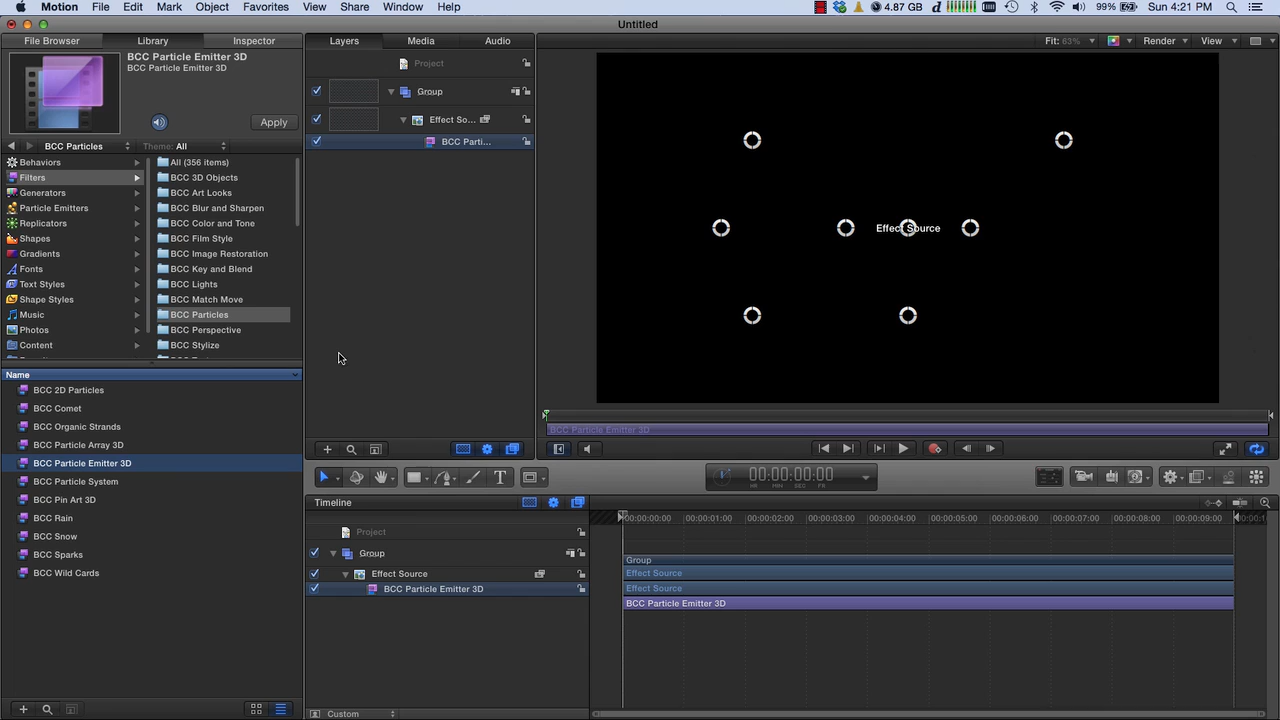 Motion File Edit Mark Object Favorites View Share Window Help 4.87 GB 99% Sun 4:21 PM
Untitled
File Browser Library Inspector Layers Media Audio Fit: 63% Render View
BCC Particle Emitter 3D
BCC Particle Emitter 3D
Apply
Project
Group
Effect So...
BCC Parti...
BCC Particles Theme: All
Behaviors
Filters
Generators
Particle Emitters
Replicators
Shapes
Gradients
Fonts
Text Styles
Shape Styles
Music
Photos
Content
All (356 items)
BCC 3D Objects
BCC Art Looks
BCC Blur and Sharpen
BCC Color and Tone
BCC Film Style
BCC Image Restoration
BCC Key and Blend
BCC Lights
BCC Match Move
BCC Particles
BCC Perspective
BCC Stylize
Effect Source
BCC Particle Emitter 3D
Name
BCC 2D Particles
BCC Comet
BCC Organic Strands
BCC Particle Array 3D
BCC Particle Emitter 3D
BCC Particle System
BCC Pin Art 3D
BCC Rain
BCC Snow
BCC Sparks
BCC Wild Cards
T
00:00:00:00
HR MIN SEC FR
Timeline
Project
Group
Effect Source
BCC Particle Emitter 3D
00:00:00:00 00:00:01:00 00:00:02:00 00:00:03:00 00:00:04:00 00:00:05:00 00:00:06:00 00:00:07:00 00:00:08:00 00:00:09:00
Group
Effect Source
Effect Source
BCC Particle Emitter 3D
Custom